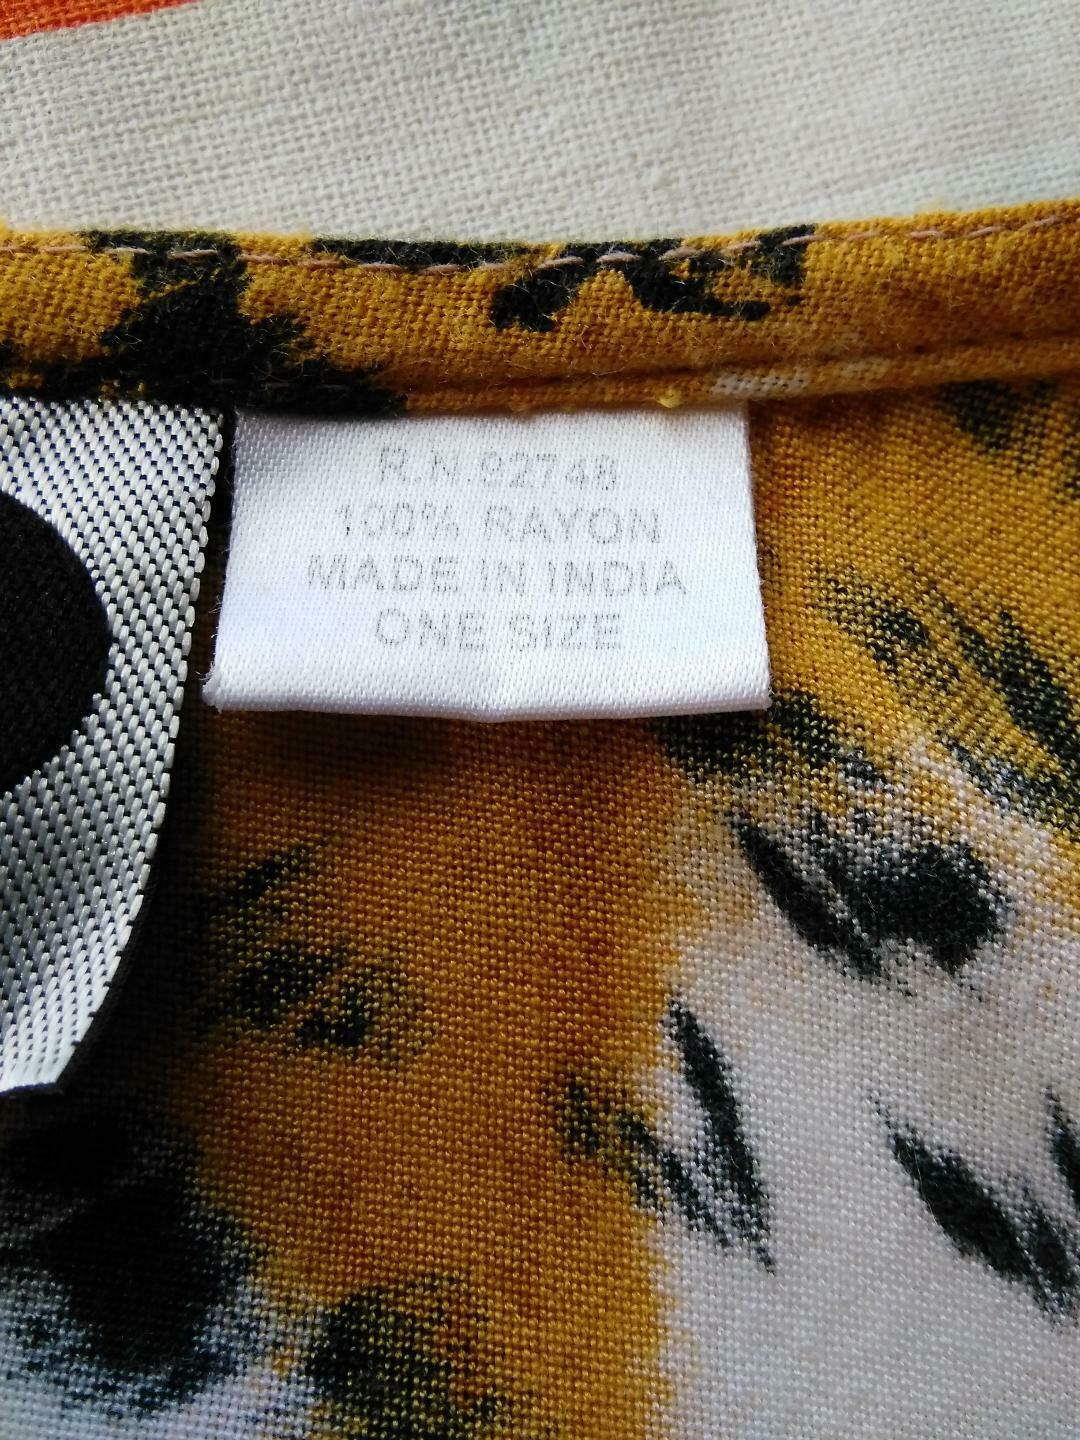 R.N.92748
100% RAYON
MADE IN INDIA
ONE SIZE